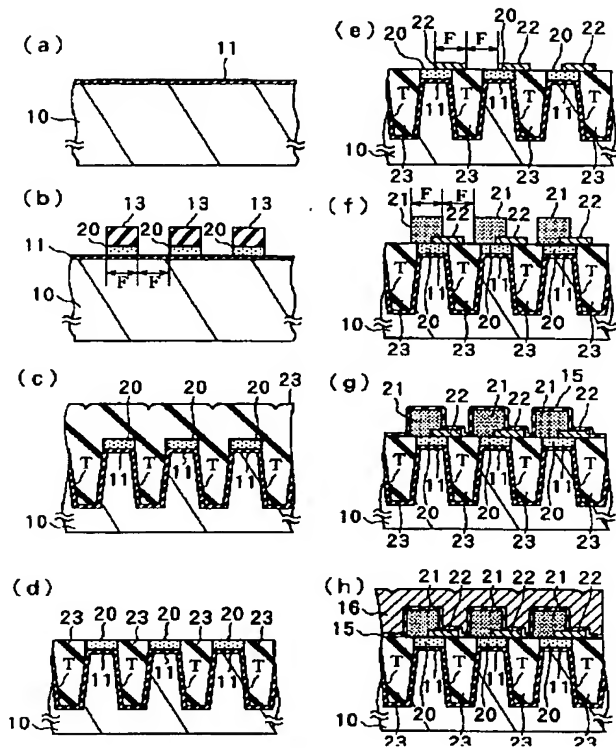 (a) 11
10
(b) 13 13 13
20 20 20
11
F F
10
(c) 20 20 20 23
T T T T
11 11 11
10
(d) 23 20 23 20 23 20 23
T T T T
11 11 11
10
(e) 22 F F 22
20 20 20 22
T T T T
11 11 11
10
23 23 23 23
(f) F F 21 21
21 22 22 22
T T T T
11 11 11
10 20 20 20
23 23 23 23
(g) 21 21 15
21 22 22 22
T T T T
11 11 11
10 20 20 20
23 23 23 23
(h) 21 22 21 22 21 22
16
15
T T T T
11 11 11
10
23 20 23 20 23 20 23